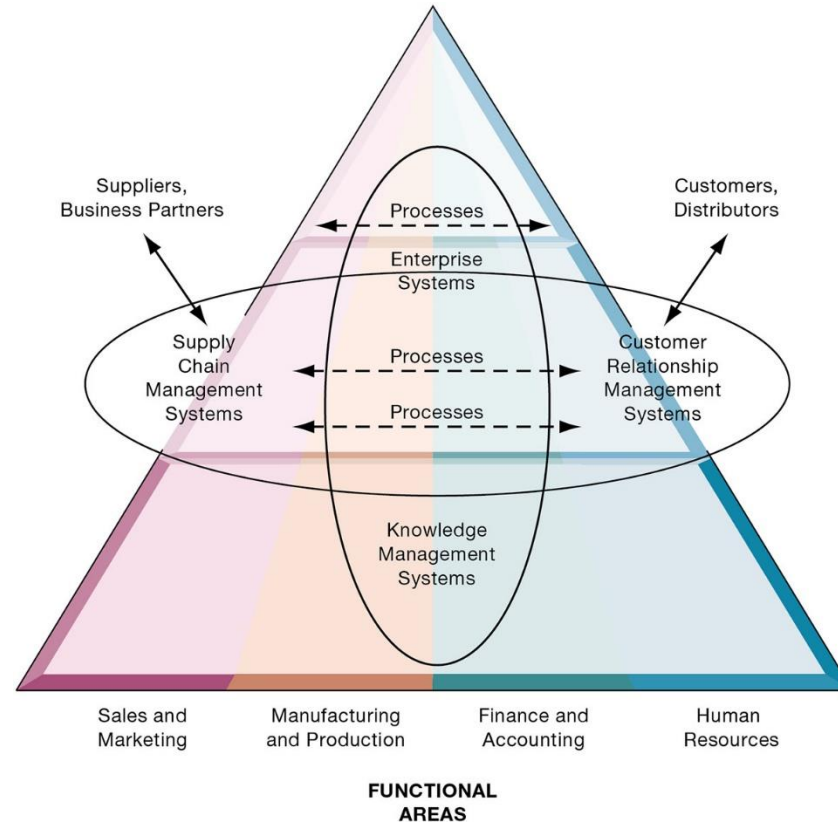 Suppliers,
Business Partners
Customers,
Distributors
Processes
Enterprise
Systems
Supply
Chain
Management
Systems
Processes
Processes
Customer
Relationship
Management
Systems
Knowledge
Management
Systems
Sales and
Marketing
Manufacturing
and Production
Finance and
Accounting
Human
Resources
FUNCTIONAL
AREAS